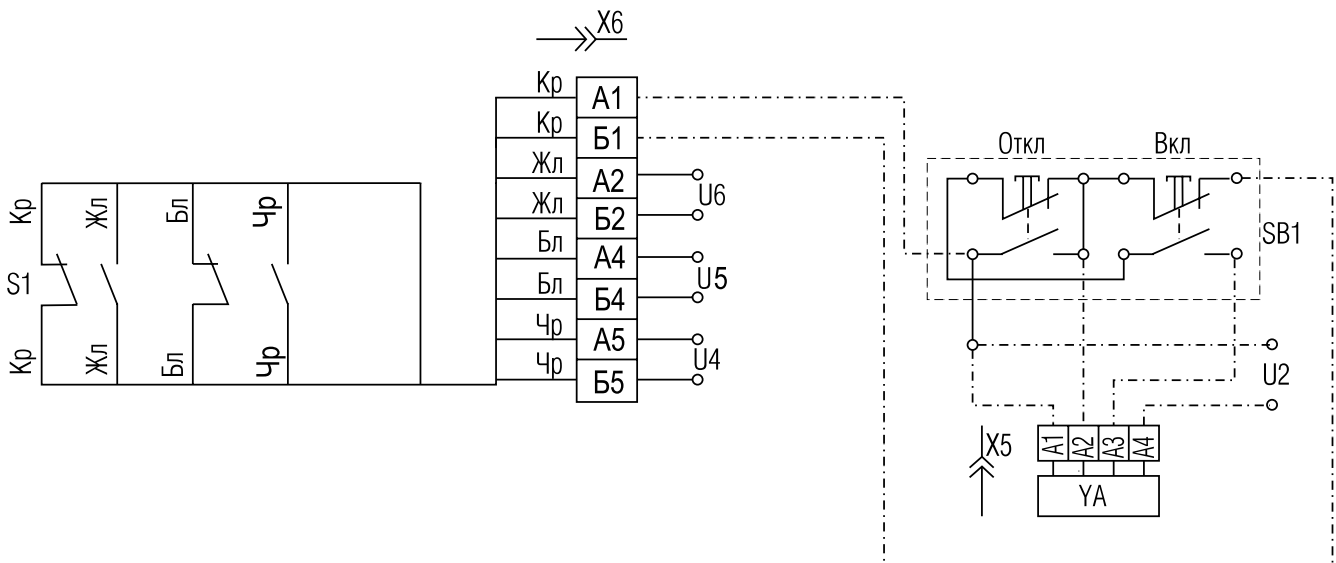 X6
Кр
А1
Кр
Б1
Жл
А2
Жл
Б2
U6
Бл
А4
Бл
Б4
U5
Чр
А5
Чр
Б5
U4
Кр
Жл
Бл
Чр
S1
Кр
Жл
Бл
Чр
Откл
Вкл
SB1
U2
X5
А1
А2
А3
А4
YA